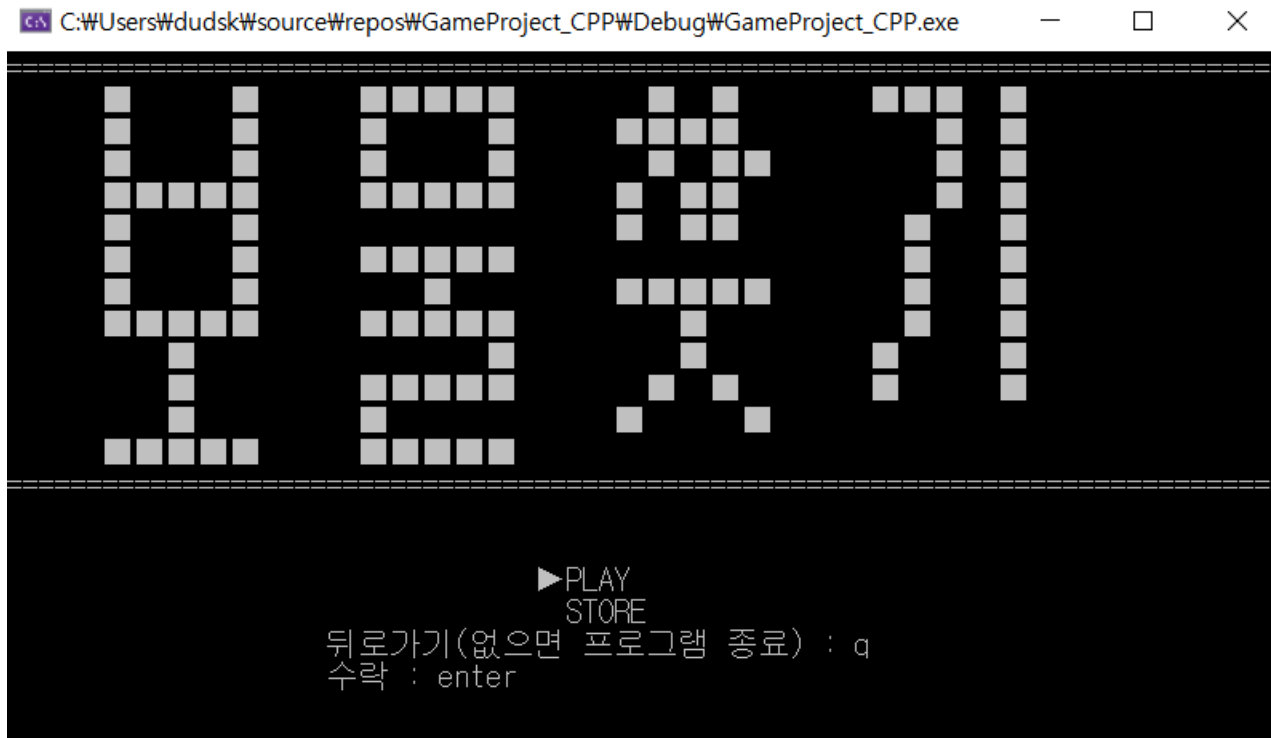 C:₩Users₩dudsk₩source₩repos₩GameProject_CPP₩Debug₩GameProject_CPP.exe
보물찾기
▶PLAY
STORE
뒤로가기(없으면 프로그램 종료) : q
수락 : enter